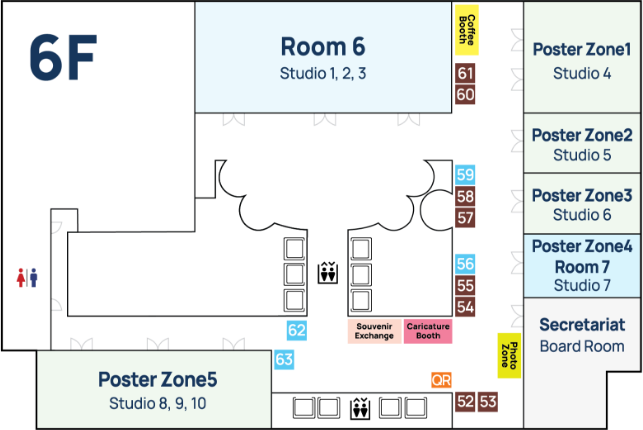 6F
Room 6
Studio 1, 2, 3
Coffee
Booth
61
60
Poster Zone1
Studio 4
Poster Zone2
Studio 5
59
58
57
Poster Zone3
Studio 6
Poster Zone4
Room 7
Studio 7
56
55
54
62
Souvenir
Exchange
Caricature
Booth
Secretariat
Board Room
Photo
Zone
63
Poster Zone5
Studio 8, 9, 10
QR
52
53